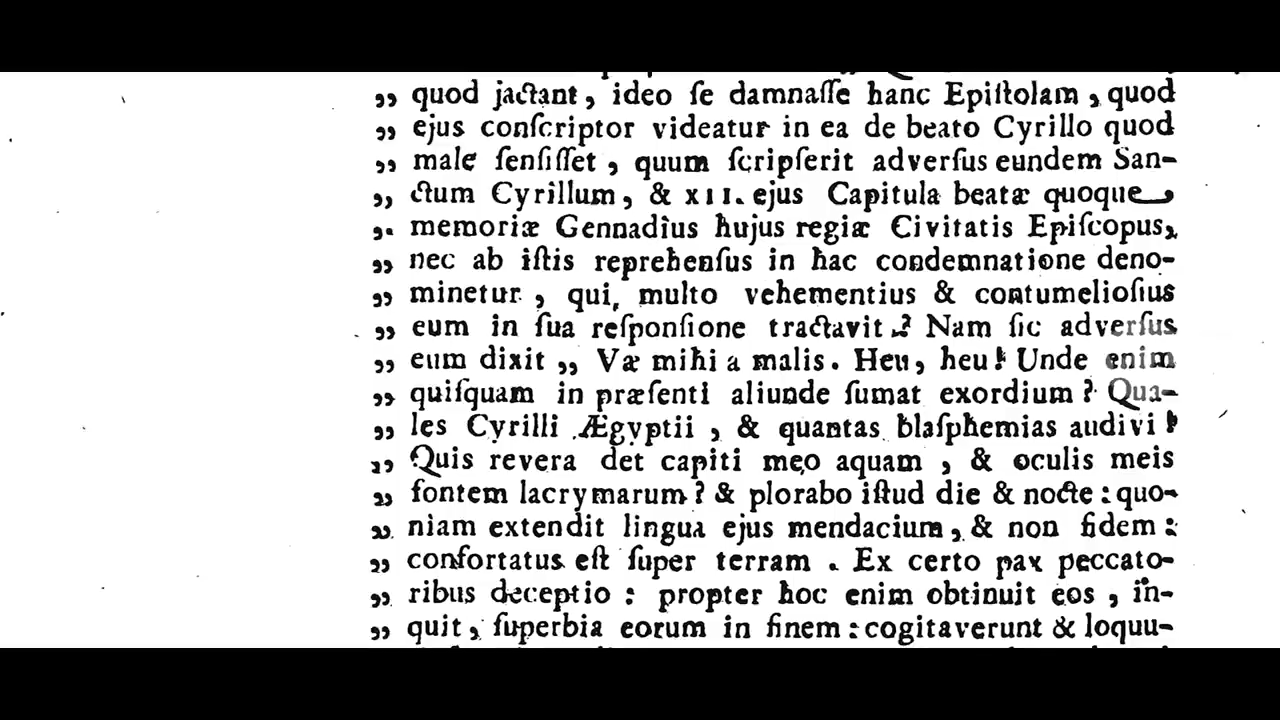 „ quod jactant, ideo ſe damnaſſe hanc Epiſtolam, quod
„ ejus conſcriptor videatur in ea de beato Cyrillo quod
„ male ſenſiſſet, quum ſcripſerit adverſus eundem San-
„ ctum Cyrillum, & XII. ejus Capitula beatæ quoque
„ memoriæ Gennadius hujus regiæ Civitatis Epiſcopus,
„ nec ab iſtis reprehenſus in hac condemnatione deno-
„ minetur, qui, multo vehementius & contumelioſius
„ eum in ſua reſponſione tractavit? Nam ſic adverſus
„ eum dixit „ Væ mihi a malis. Heu, heu! Unde enim
„ quiſquam in præſenti aliunde ſumat exordium? Qua-
„ les Cyrilli Ægyptii, & quantas blaſphemias audivi!
„ Quis revera det capiti meo aquam, & oculis meis
„ fontem lacrymarum? & plorabo iſtud die & nocte: quo-
„ niam extendit lingua ejus mendacium, & non fidem:
„ confortatus eſt ſuper terram. Ex certo pax peccato-
„ ribus deceptio: propter hoc enim obtinuit eos, in-
„ quit, ſuperbia eorum in finem: cogitaverunt & loquu-